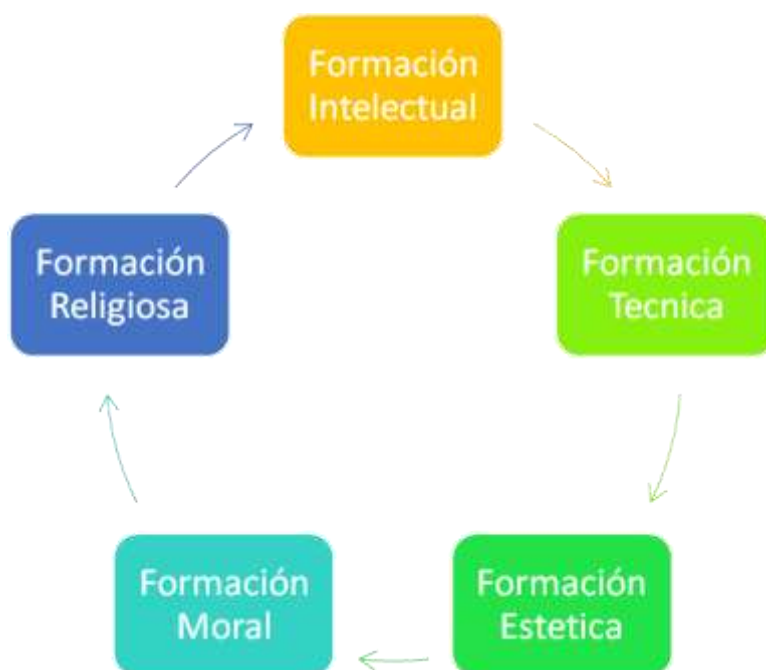 Formación
Intelectual
Formación
Tecnica
Formación
Estetica
Formación
Moral
Formación
Religiosa